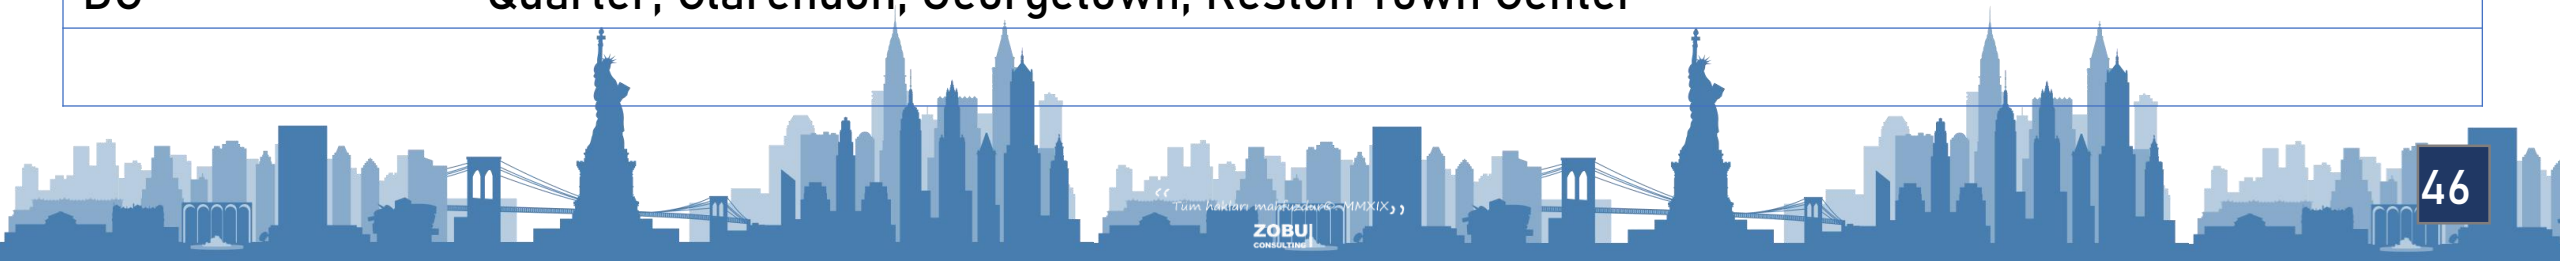 DC Quarter, Clarendon, Georgetown, Reston Town Center
“
Tüm hakları mahfuzdur© -MMXIX,,
ZOBU
CONSULTING
46